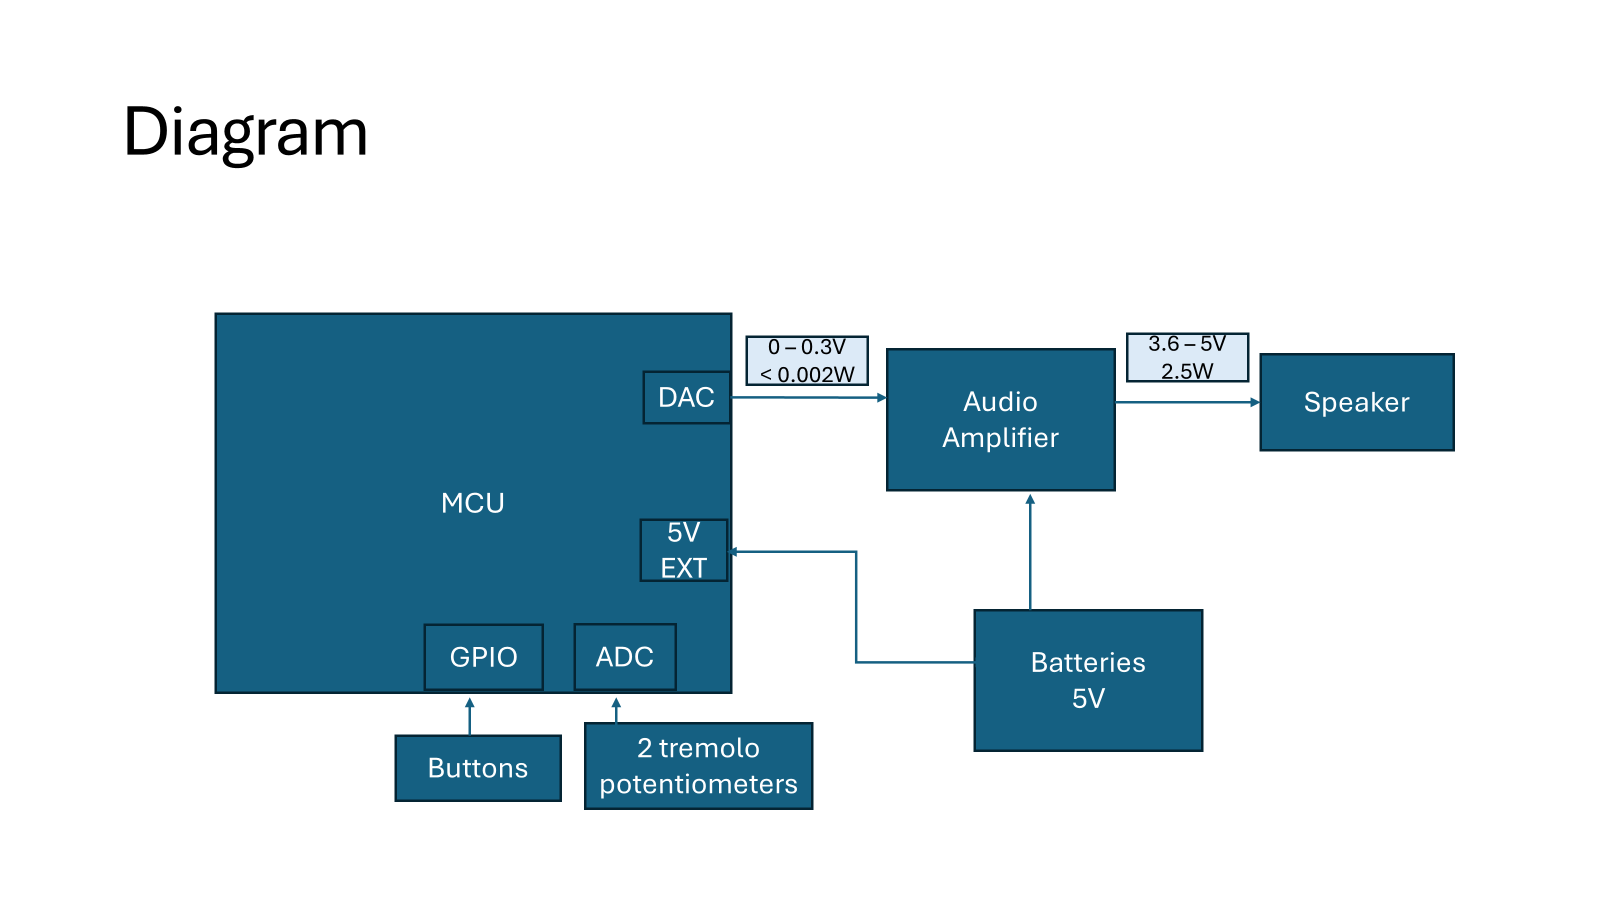 Diagram
0 – 0.3V
< 0.002W
3.6 – 5V
2.5W
DAC
Audio
Amplifier
Speaker
MCU
5V
EXT
GPIO
ADC
Batteries
5V
Buttons
2 tremolo
potentiometers